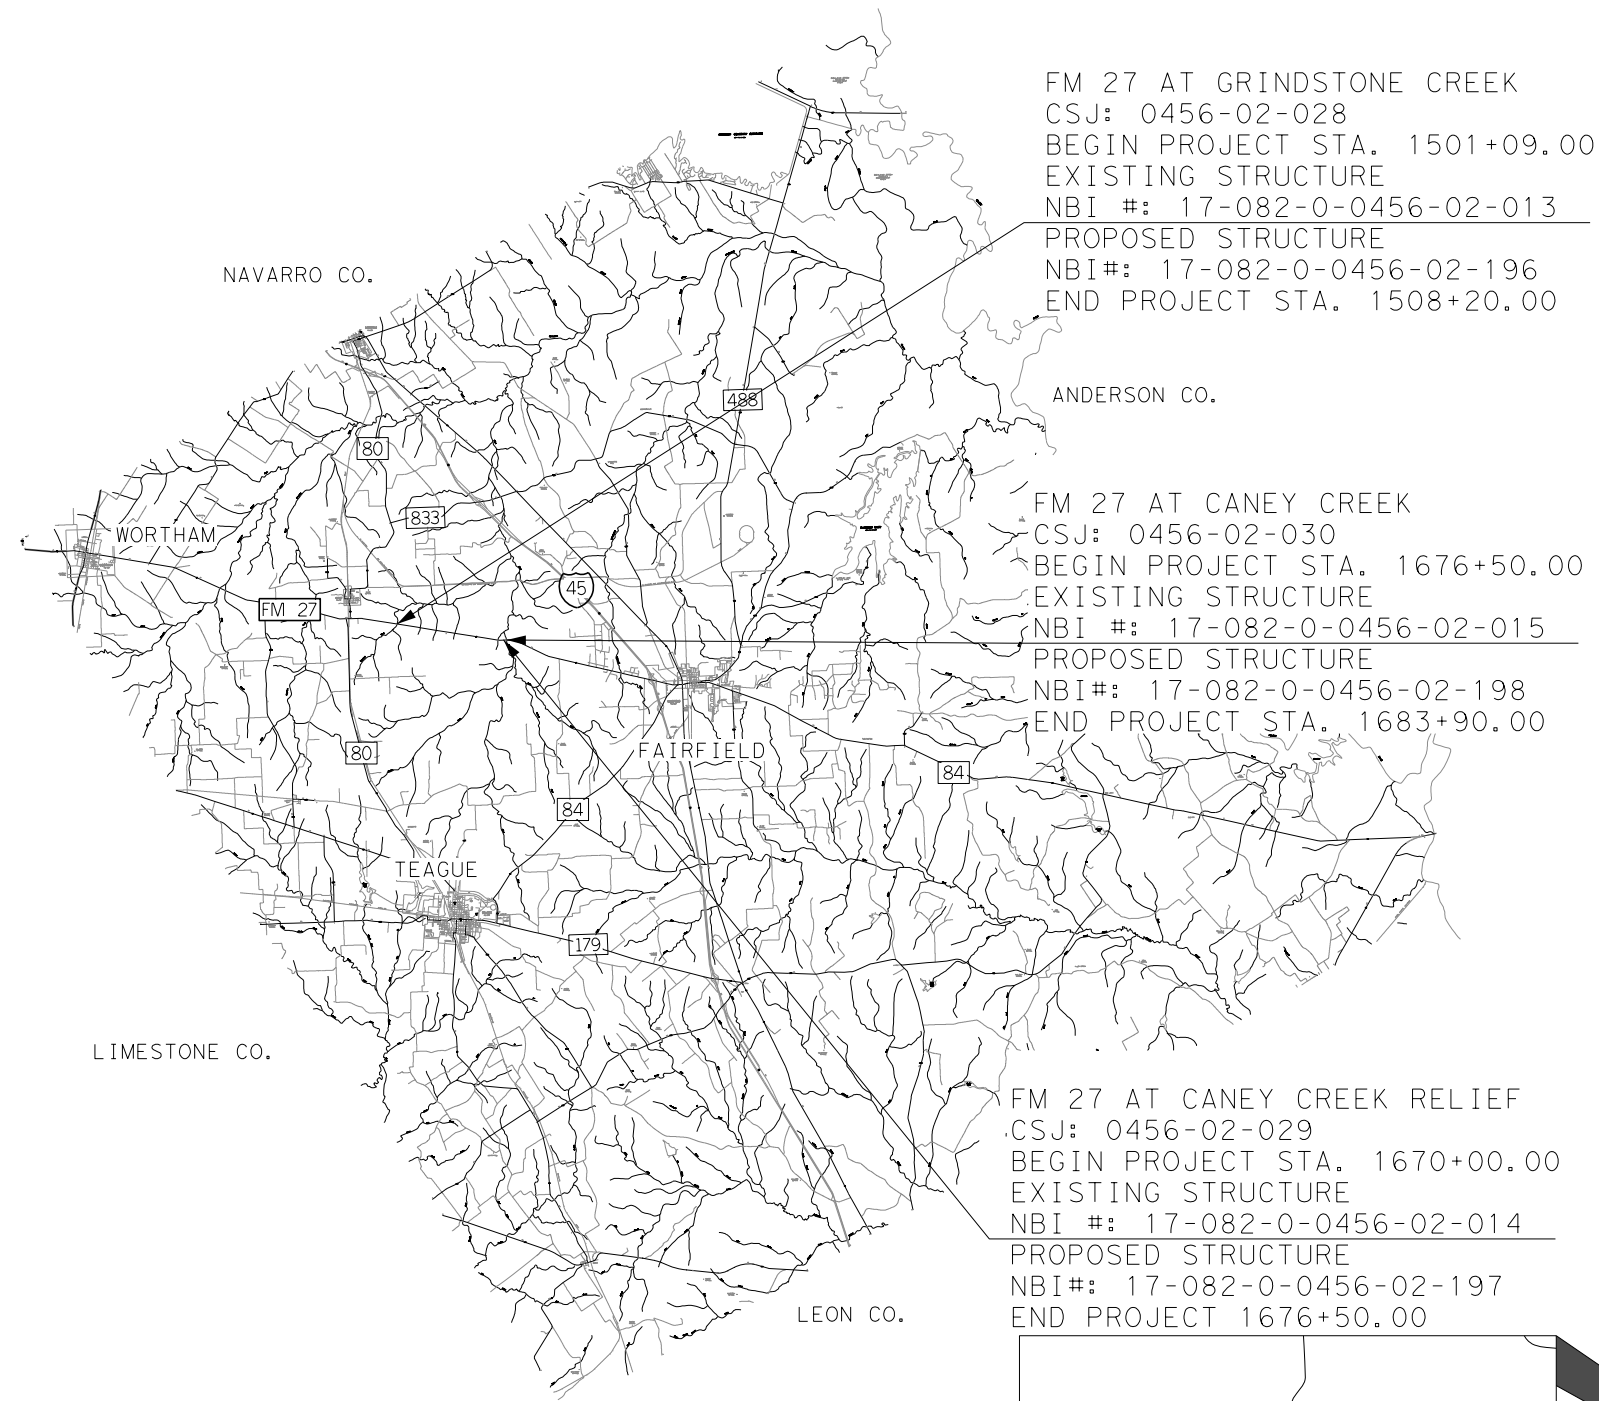 FM 27 AT GRINDSTONE CREEK
CSJ: 0456-02-028
BEGIN PROJECT STA. 1501+09.00
EXISTING STRUCTURE
NBI #: 17-082-0-0456-02-013
PROPOSED STRUCTURE
NBI#: 17-082-0-0456-02-196
END PROJECT STA. 1508+20.00
NAVARRO CO.
ANDERSON CO.
488
80
833
WORTHAM
45
FM 27
FM 27 AT CANEY CREEK
CSJ: 0456-02-030
BEGIN PROJECT STA. 1676+50.00
EXISTING STRUCTURE
NBI #: 17-082-0-0456-02-015
PROPOSED STRUCTURE
NBI#: 17-082-0-0456-02-198
END PROJECT STA. 1683+90.00
80
FAIRFIELD
84
84
TEAGUE
179
LIMESTONE CO.
FM 27 AT CANEY CREEK RELIEF
CSJ: 0456-02-029
BEGIN PROJECT STA. 1670+00.00
EXISTING STRUCTURE
NBI #: 17-082-0-0456-02-014
PROPOSED STRUCTURE
NBI#: 17-082-0-0456-02-197
END PROJECT 1676+50.00
LEON CO.